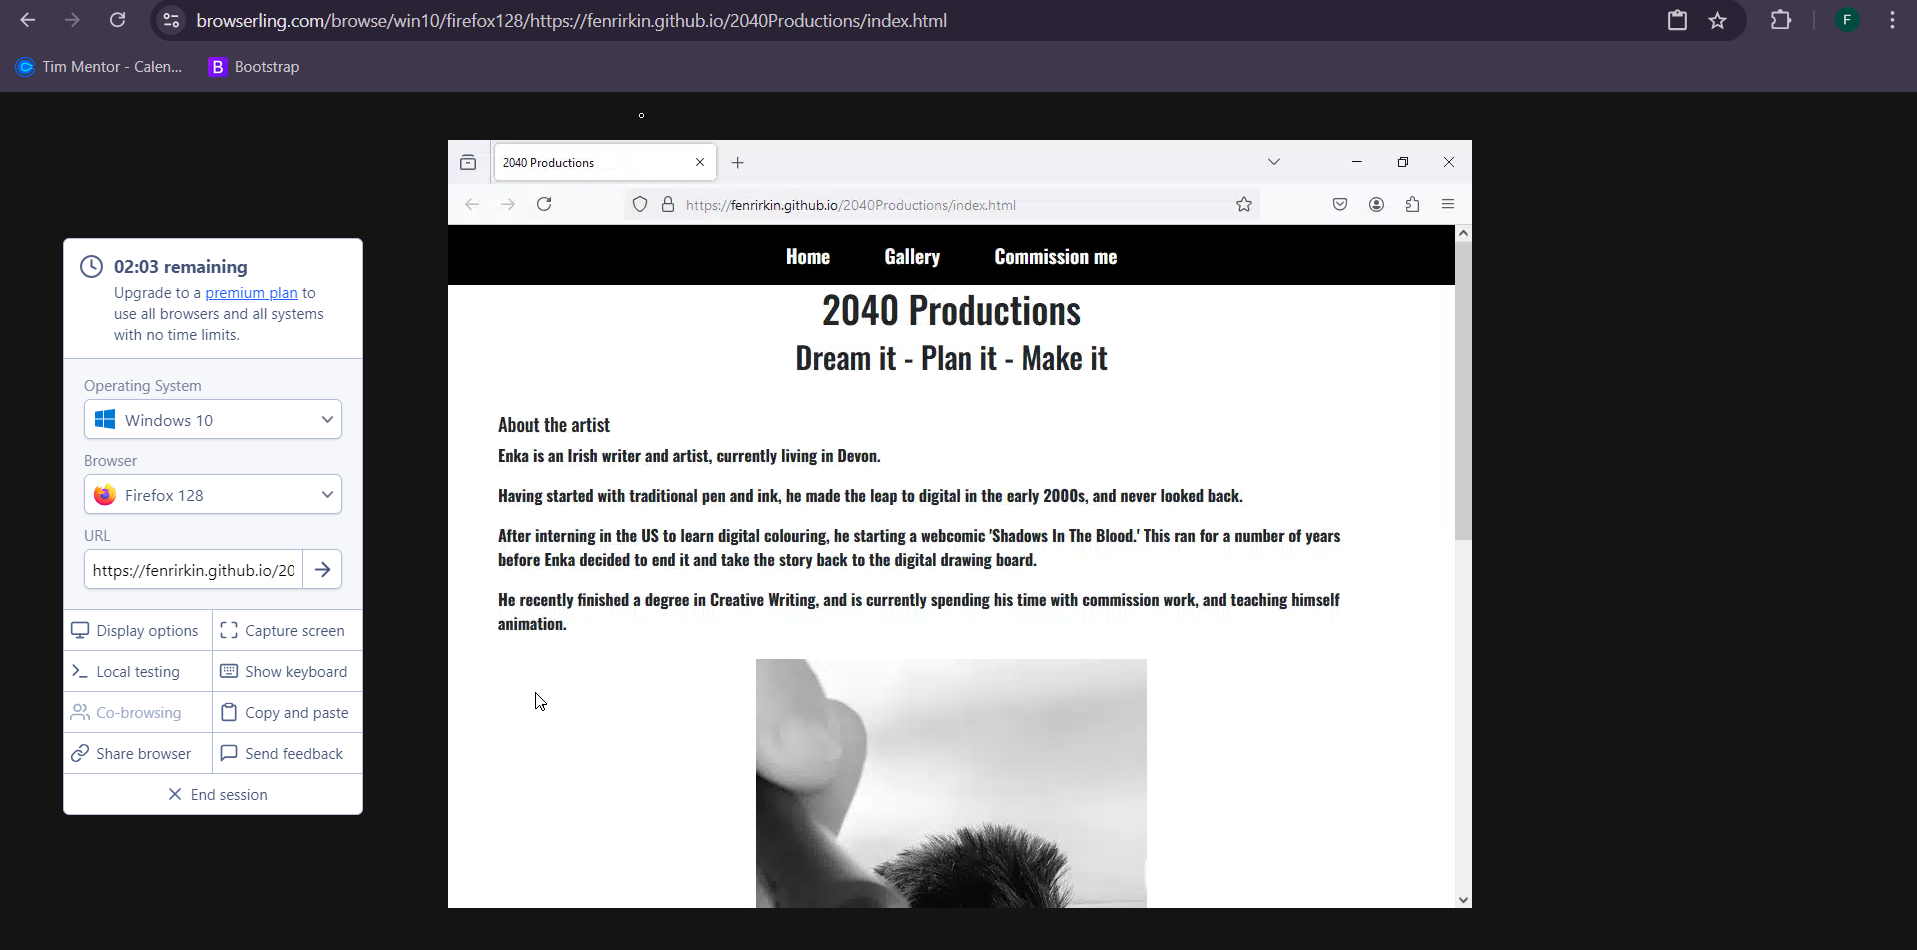 browserling.com/browse/win10/firefox128/https://fenrirkin.github.io/2040Productions/index.html
F
Tim Mentor - Calen...
B Bootstrap
2040 Productions
https://fenrirkin.github.io/2040Productions/index.html
02:03 remaining
Upgrade to a premium plan to
use all browsers and all systems
with no time limits.
Operating System
Windows 10
Browser
Firefox 128
URL
https://fenrirkin.github.io/20
Display options
Capture screen
Local testing
Show keyboard
Co-browsing
Copy and paste
Share browser
Send feedback
End session
Home Gallery Commission me
2040 Productions
Dream it - Plan it - Make it
About the artist
Enka is an Irish writer and artist, currently living in Devon.
Having started with traditional pen and ink, he made the leap to digital in the early 2000s, and never looked back.
After interning in the US to learn digital colouring, he starting a webcomic 'Shadows In The Blood.' This ran for a number of years
before Enka decided to end it and take the story back to the digital drawing board.
He recently finished a degree in Creative Writing, and is currently spending his time with commission work, and teaching himself
animation.